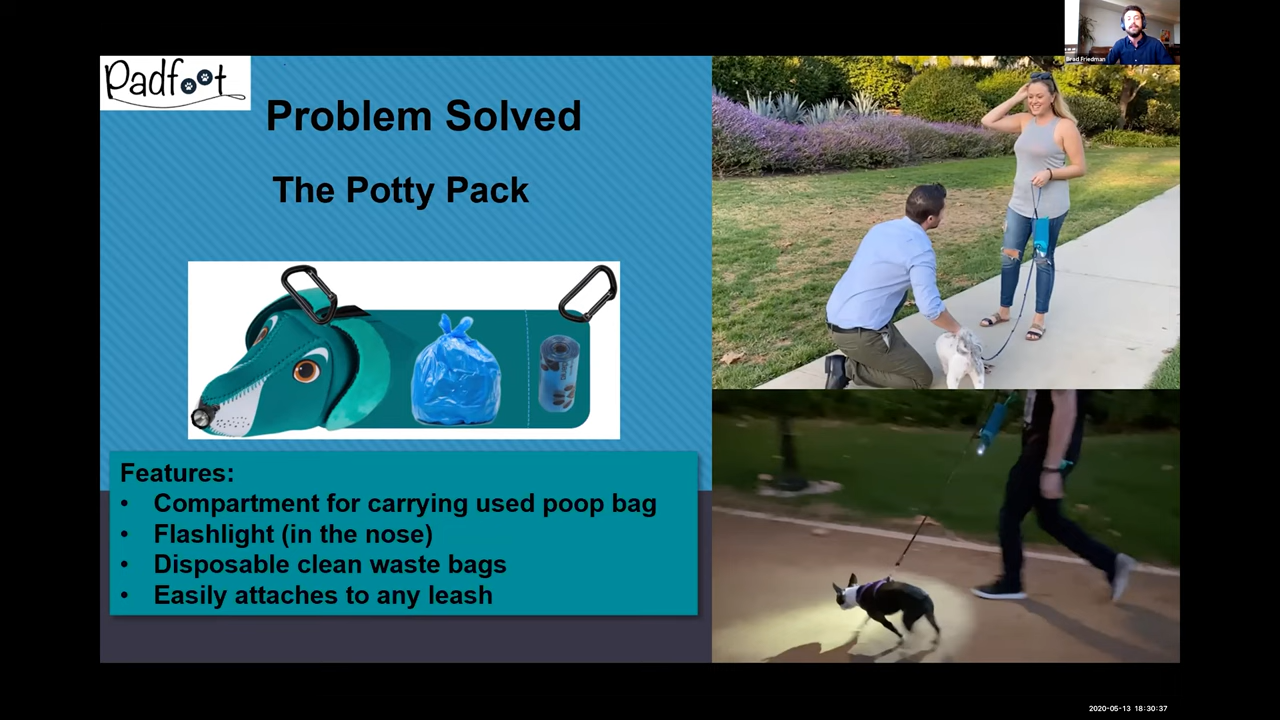 Padfoot
Problem Solved
The Potty Pack
Features:
• Compartment for carrying used poop bag
• Flashlight (in the nose)
• Disposable clean waste bags
• Easily attaches to any leash
Brad Friedman
2020-05-13 18:30:37